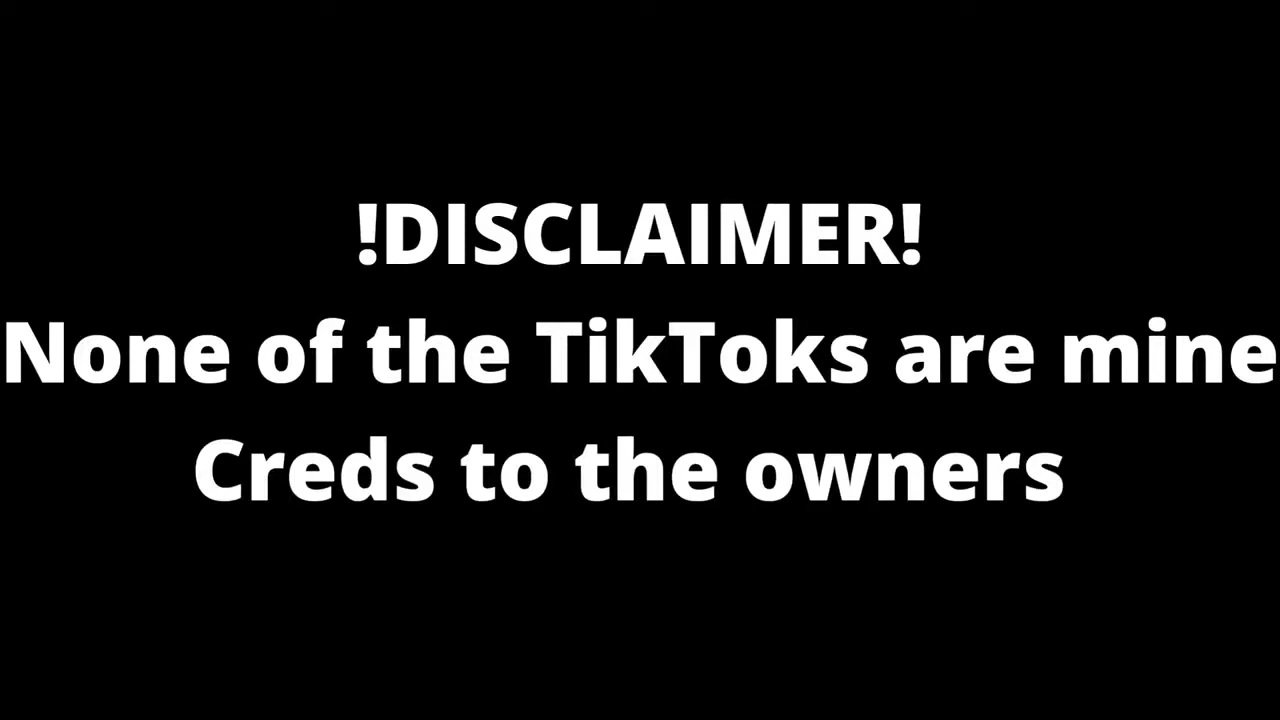 !DISCLAIMER!
None of the TikToks are mine
Creds to the owners